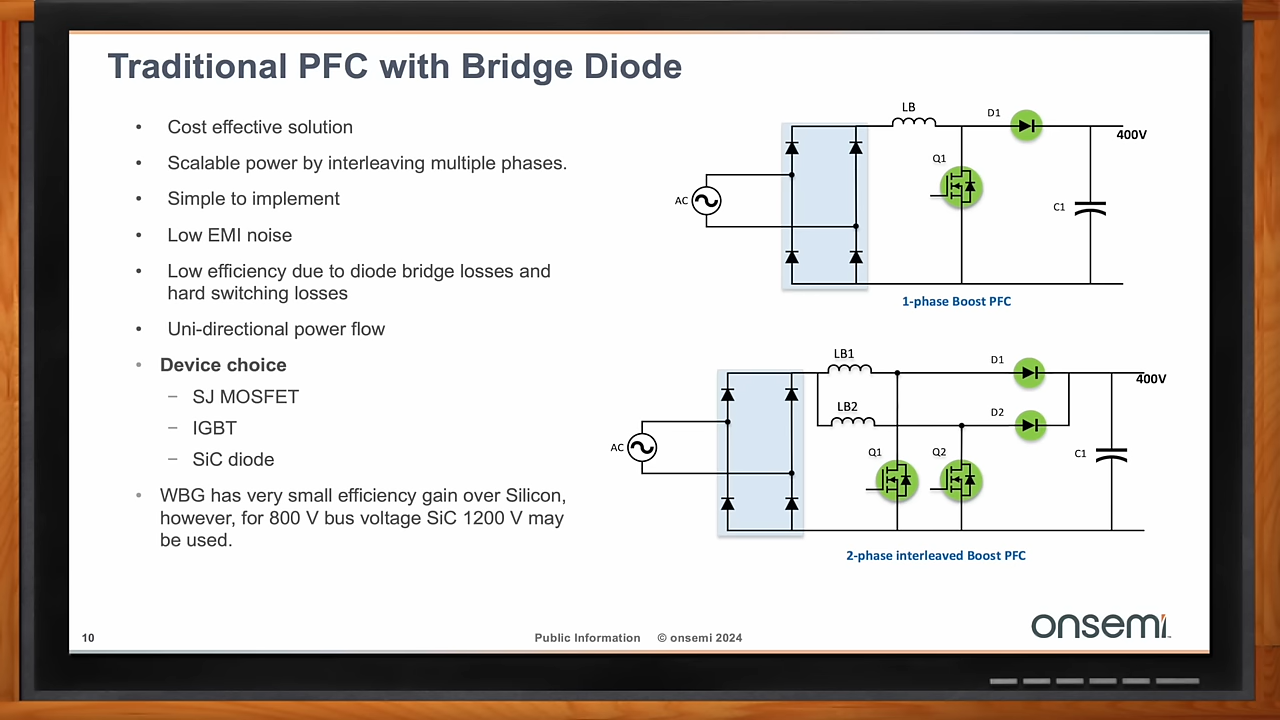 Traditional PFC with Bridge Diode
• Cost effective solution
• Scalable power by interleaving multiple phases.
• Simple to implement
• Low EMI noise
• Low efficiency due to diode bridge losses and
hard switching losses
• Uni-directional power flow
• Device choice
− SJ MOSFET
− IGBT
− SiC diode
• WBG has very small efficiency gain over Silicon,
however, for 800 V bus voltage SiC 1200 V may
be used.
LB
D1
400V
Q1
AC
C1
1-phase Boost PFC
LB1
D1
400V
LB2
D2
AC
Q1
Q2
C1
2-phase interleaved Boost PFC
10
Public Information © onsemi 2024
onsemi